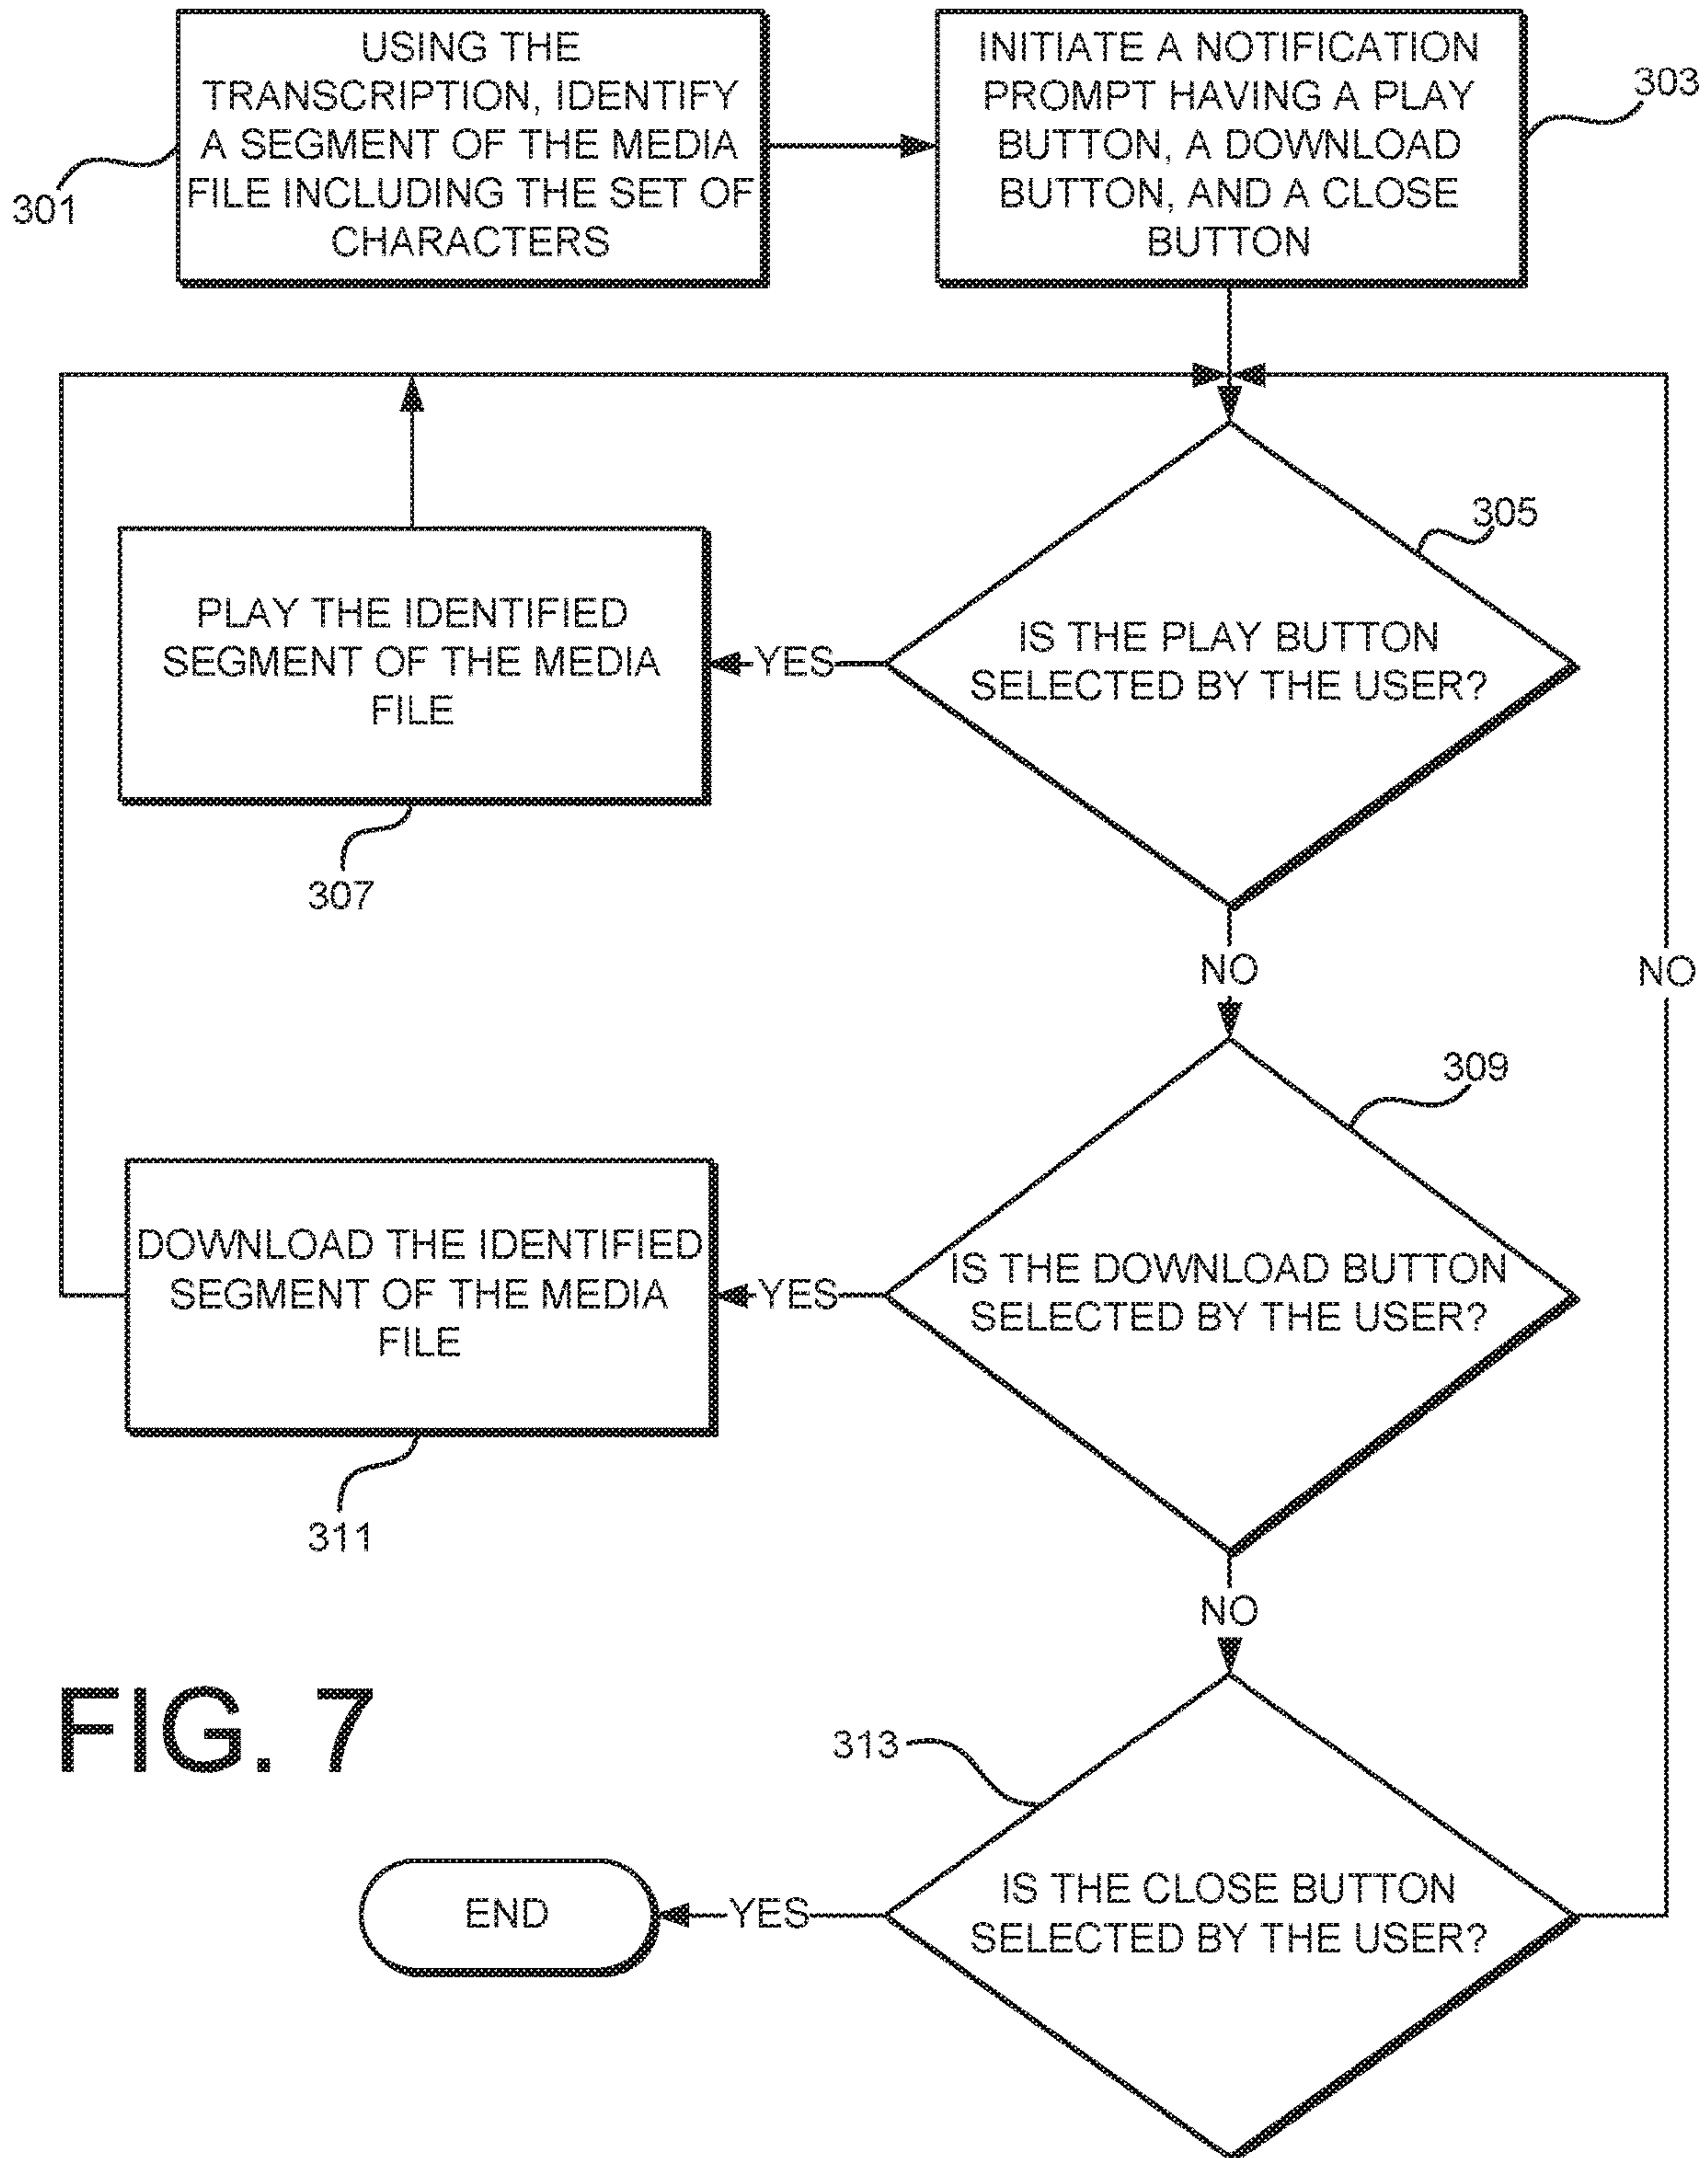 USING THE
TRANSCRIPTION, IDENTIFY
A SEGMENT OF THE MEDIA
FILE INCLUDING THE SET OF
CHARACTERS
301
INITIATE A NOTIFICATION
PROMPT HAVING A PLAY
BUTTON, A DOWNLOAD
BUTTON, AND A CLOSE
BUTTON
303
305
IS THE PLAY BUTTON
SELECTED BY THE USER?
YES
PLAY THE IDENTIFIED
SEGMENT OF THE MEDIA
FILE
307
NO
NO
309
IS THE DOWNLOAD BUTTON
SELECTED BY THE USER?
YES
DOWNLOAD THE IDENTIFIED
SEGMENT OF THE MEDIA
FILE
311
NO
FIG. 7
313
IS THE CLOSE BUTTON
SELECTED BY THE USER?
YES
END